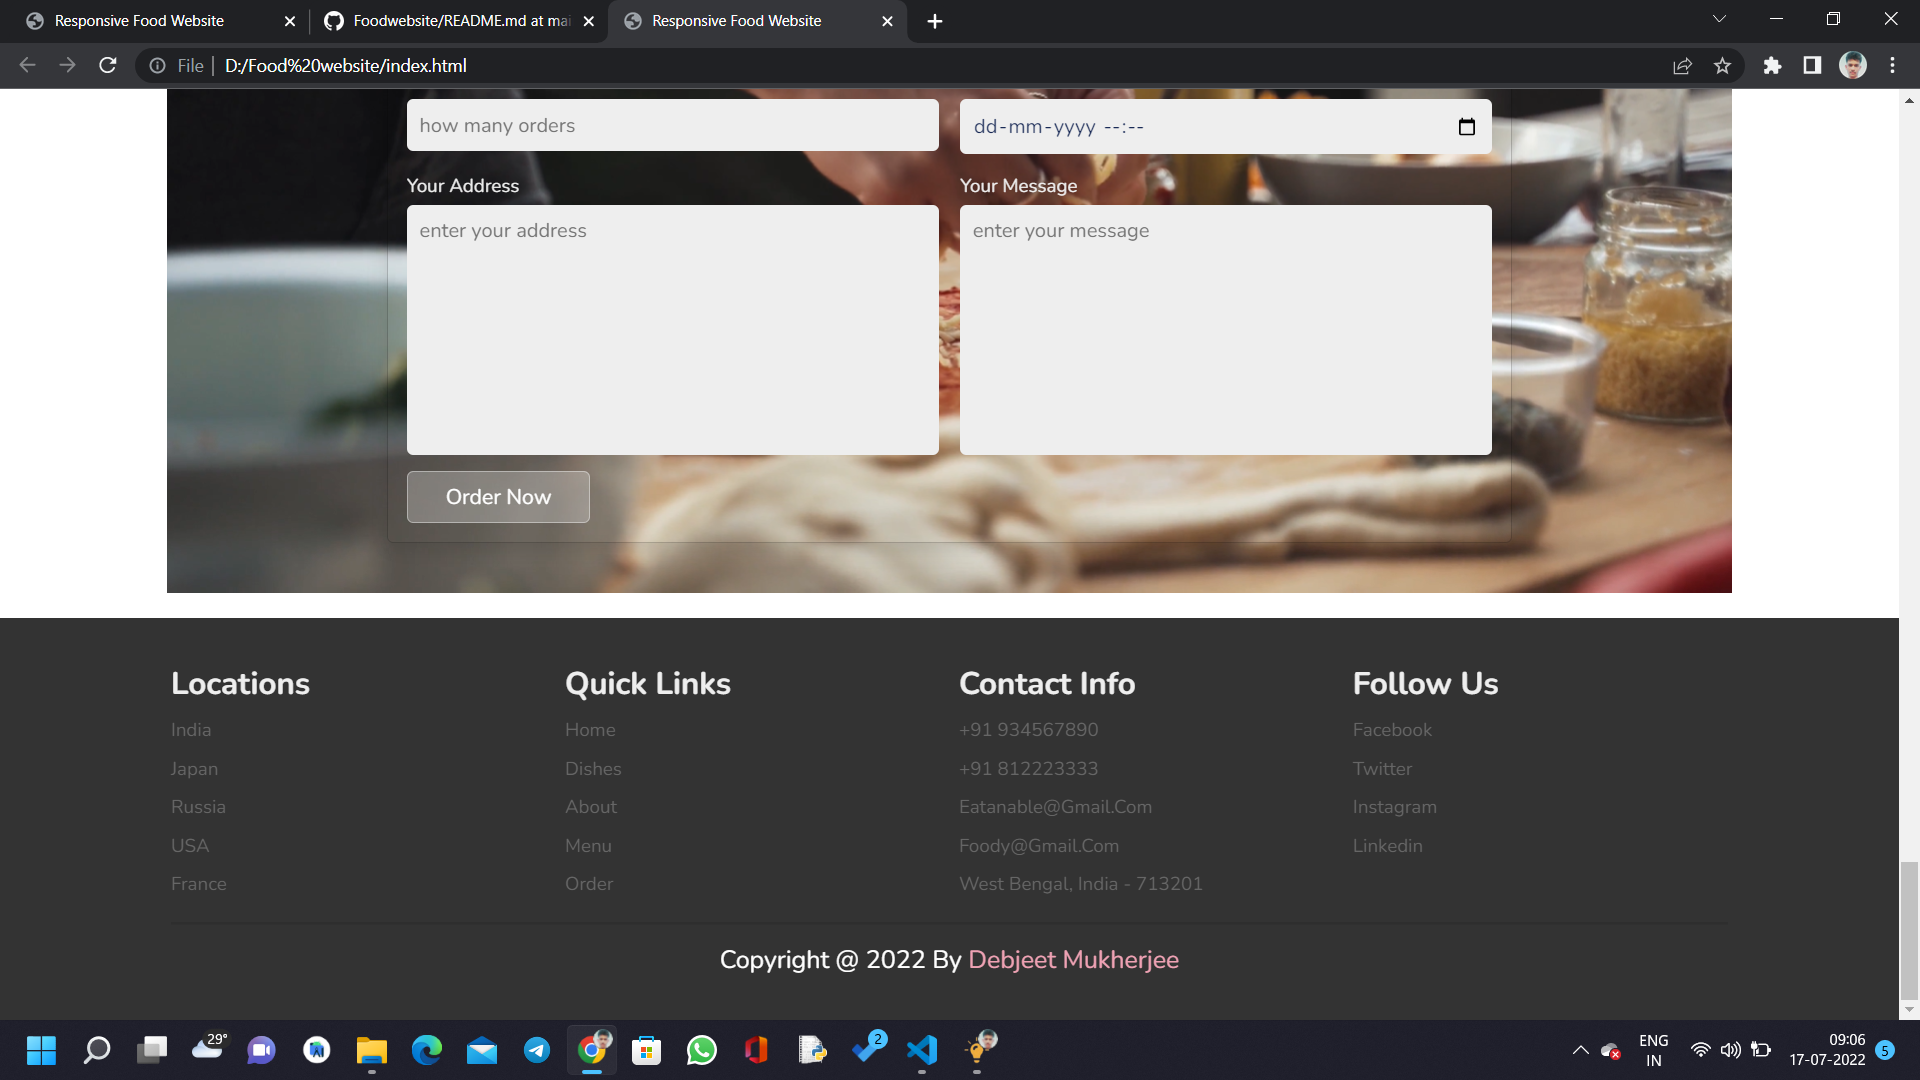 Responsive Food Website
Foodwebsite/README.md at mai
Responsive Food Website
File
D:/Food%20website/index.html
how many orders
dd-mm-yyyy --:--
Your Address
Your Message
enter your address
enter your message
Order Now
Locations
India
Japan
Russia
USA
France
Quick Links
Home
Dishes
About
Menu
Order
Contact Info
+91 934567890
+91 812223333
Eatanable@Gmail.Com
Foody@Gmail.Com
West Bengal, India - 713201
Follow Us
Facebook
Twitter
Instagram
Linkedin
Copyright @ 2022 By Debjeet Mukherjee
29°
2
ENG
IN
09:06
17-07-2022
5